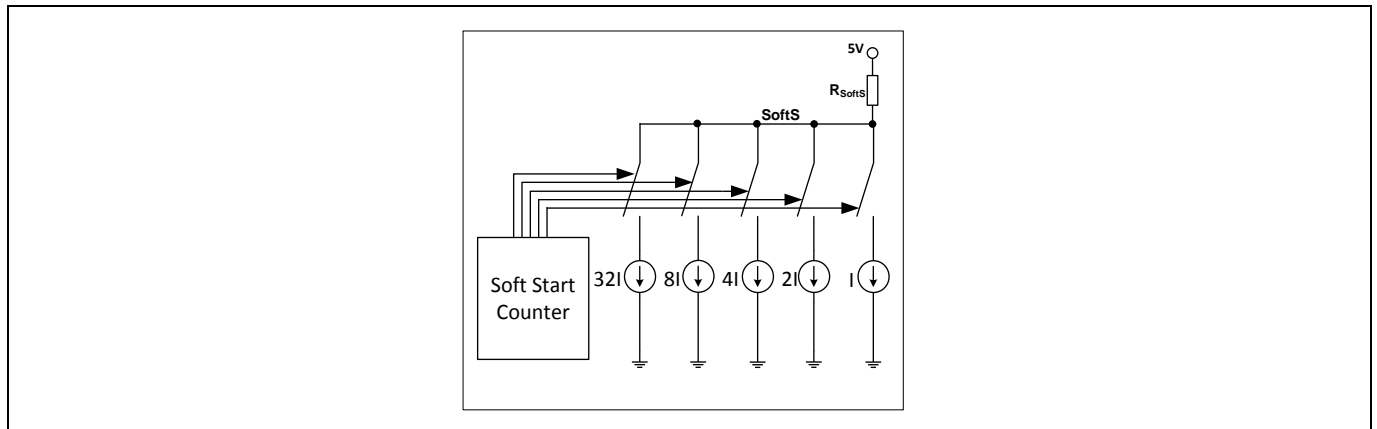 5V
RSoftS
SoftS
Soft Start
Counter
32I
8I
4I
2I
I